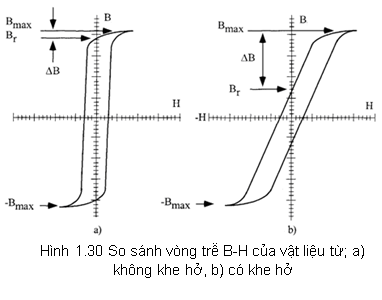 Bmax B
Br
ΔB
H
-Bmax
a)
Bmax B
ΔB
Br
-H H
-Bmax
b)
Hình 1.30 So sánh vòng trễ B-H của vật liệu từ; a)
không khe hở, b) có khe hở